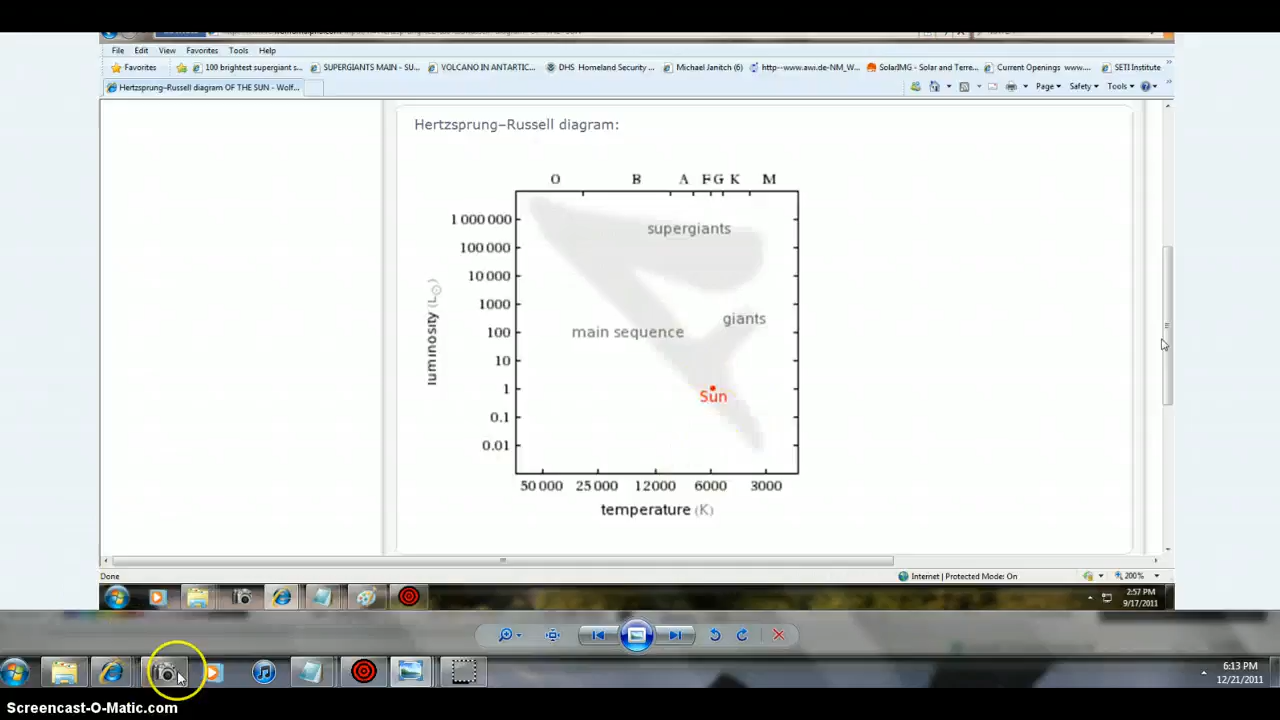 File Edit View Favorites Tools Help
Favorites 100 brightest supergiant s... SUPERGIANTS MAIN - SU... VOLCANO IN ANTARTIC... DHS Homeland Security ... Michael Janitch (6) http--www.awi.de-NM_W... SolarIMG - Solar and Terre... Current Openings www.... SETI Institute
Hertzsprung–Russell diagram OF THE SUN - Wolf... Page Safety Tools
Hertzsprung–Russell diagram:
O B A F G K M
1 000 000
supergiants
100 000
10 000
1000
giants
100
main sequence
10
1
Sun
0.1
0.01
luminosity (L☉)
50 000 25 000 12 000 6000 3000
temperature (K)
Done Internet | Protected Mode: On 200%
2:57 PM
9/17/2011
6:13 PM
12/21/2011
Screencast-O-Matic.com